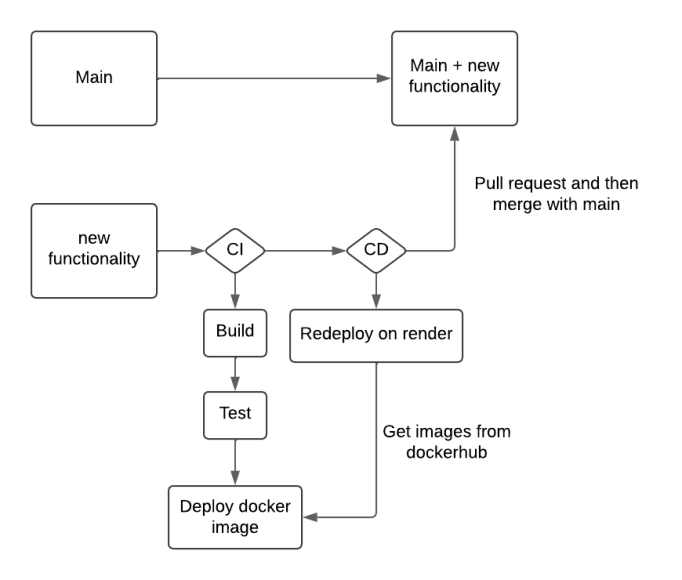 Main
Main + new
functionality
Pull request and then
merge with main
new
functionality
CI
CD
Build
Redeploy on render
Test
Get images from
dockerhub
Deploy docker
image